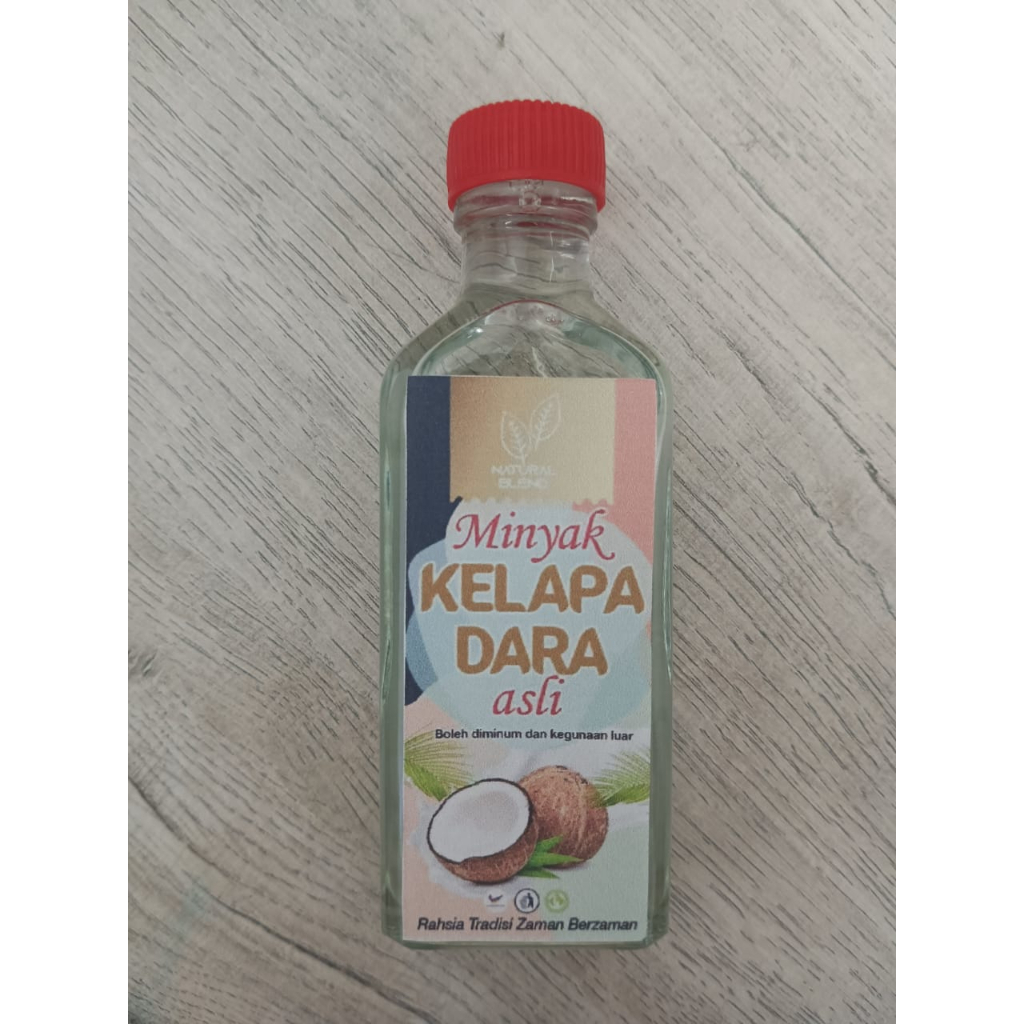 NATURAL
BLEND
Minyak
KELAPA
DARA
asli
Boleh diminum dan kegunaan luar
Rahsia Tradisi Zaman Berzaman